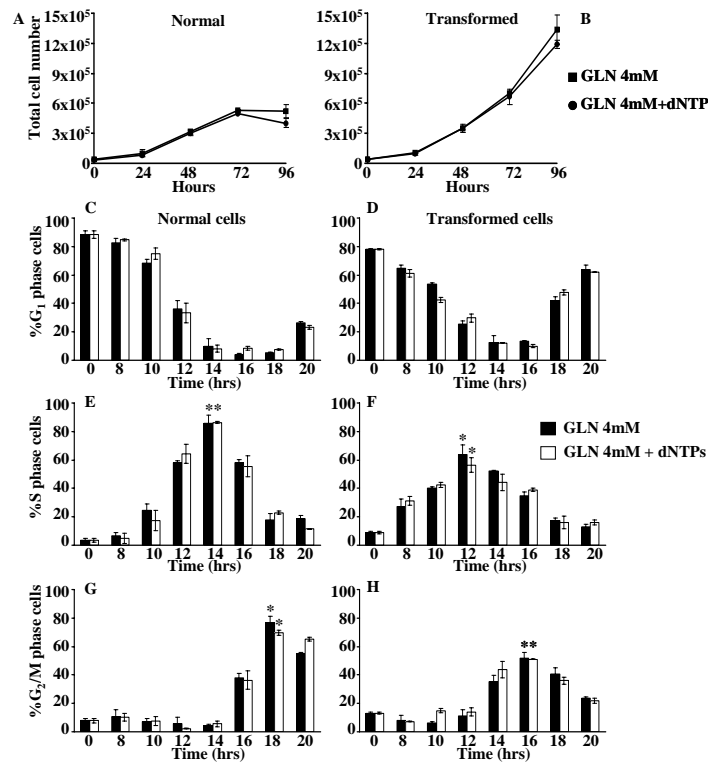 A
Normal
Transformed
B
Total cell number
15x10⁵
12x10⁵
9x10⁵
6x10⁵
3x10⁵
0
0 24 48 72 96
Hours
15x10⁵
12x10⁵
9x10⁵
6x10⁵
3x10⁵
0
0 24 48 72 96
Hours
GLN 4mM
GLN 4mM+dNTP
C
Normal cells
%G₁ phase cells
100
80
60
40
20
0
0 8 10 12 14 16 18 20
Time (hrs)
D
Transformed cells
100
80
60
40
20
0
0 8 10 12 14 16 18 20
Time (hrs)
E
%S phase cells
100
80
60
40
20
0
**
0 8 10 12 14 16 18 20
Time (hrs)
F
100
80
60
40
20
0
* *
0 8 10 12 14 16 18 20
Time (hrs)
GLN 4mM
GLN 4mM + dNTPs
G
%G₂/M phase cells
100
80
60
40
20
0
* *
0 8 10 12 14 16 18 20
Time (hrs)
H
100
80
60
40
20
0
**
0 8 10 12 14 16 18 20
Time (hrs)